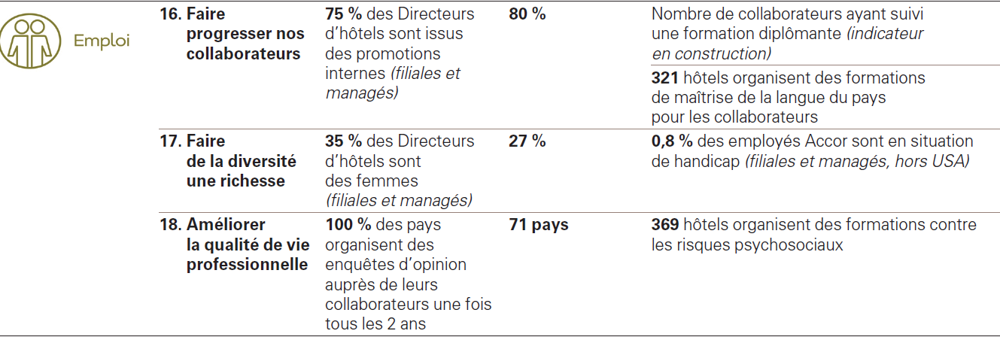 Emploi
16. Faire
progresser nos
collaborateurs
75 % des Directeurs
d’hôtels sont issus
des promotions
internes (filiales et
managés)
80 %
Nombre de collaborateurs ayant suivi
une formation diplômante (indicateur
en construction)
321 hôtels organisent des formations
de maîtrise de la langue du pays
pour les collaborateurs
17. Faire
de la diversité
une richesse
35 % des Directeurs
d’hôtels sont
des femmes
(filiales et managés)
27 %
0,8 % des employés Accor sont en situation
de handicap (filiales et managés, hors USA)
18. Améliorer
la qualité de vie
professionnelle
100 % des pays
organisent des
enquêtes d’opinion
auprès de leurs
collaborateurs une fois
tous les 2 ans
71 pays
369 hôtels organisent des formations contre
les risques psychosociaux